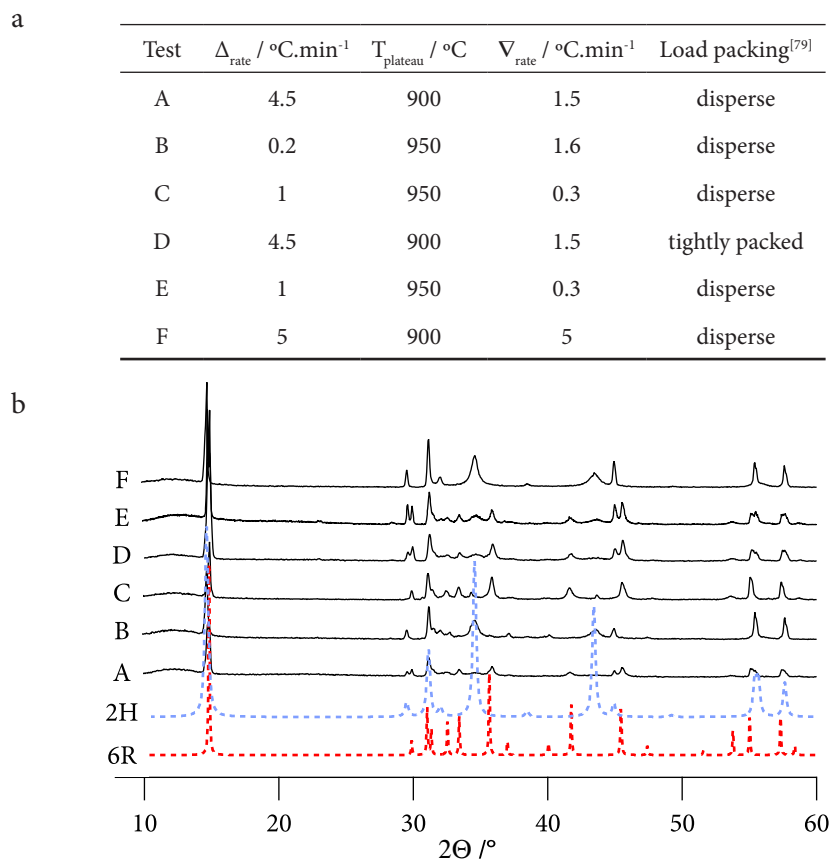 a
Test Δrate / ºC.min-1 Tplateau / ºC ∇rate / ºC.min-1 Load packing[79]
A 4.5 900 1.5 disperse
B 0.2 950 1.6 disperse
C 1 950 0.3 disperse
D 4.5 900 1.5 tightly packed
E 1 950 0.3 disperse
F 5 900 5 disperse
b
F
E
D
C
B
A
2H
6R
10 20 30 40 50 60
2Θ /º